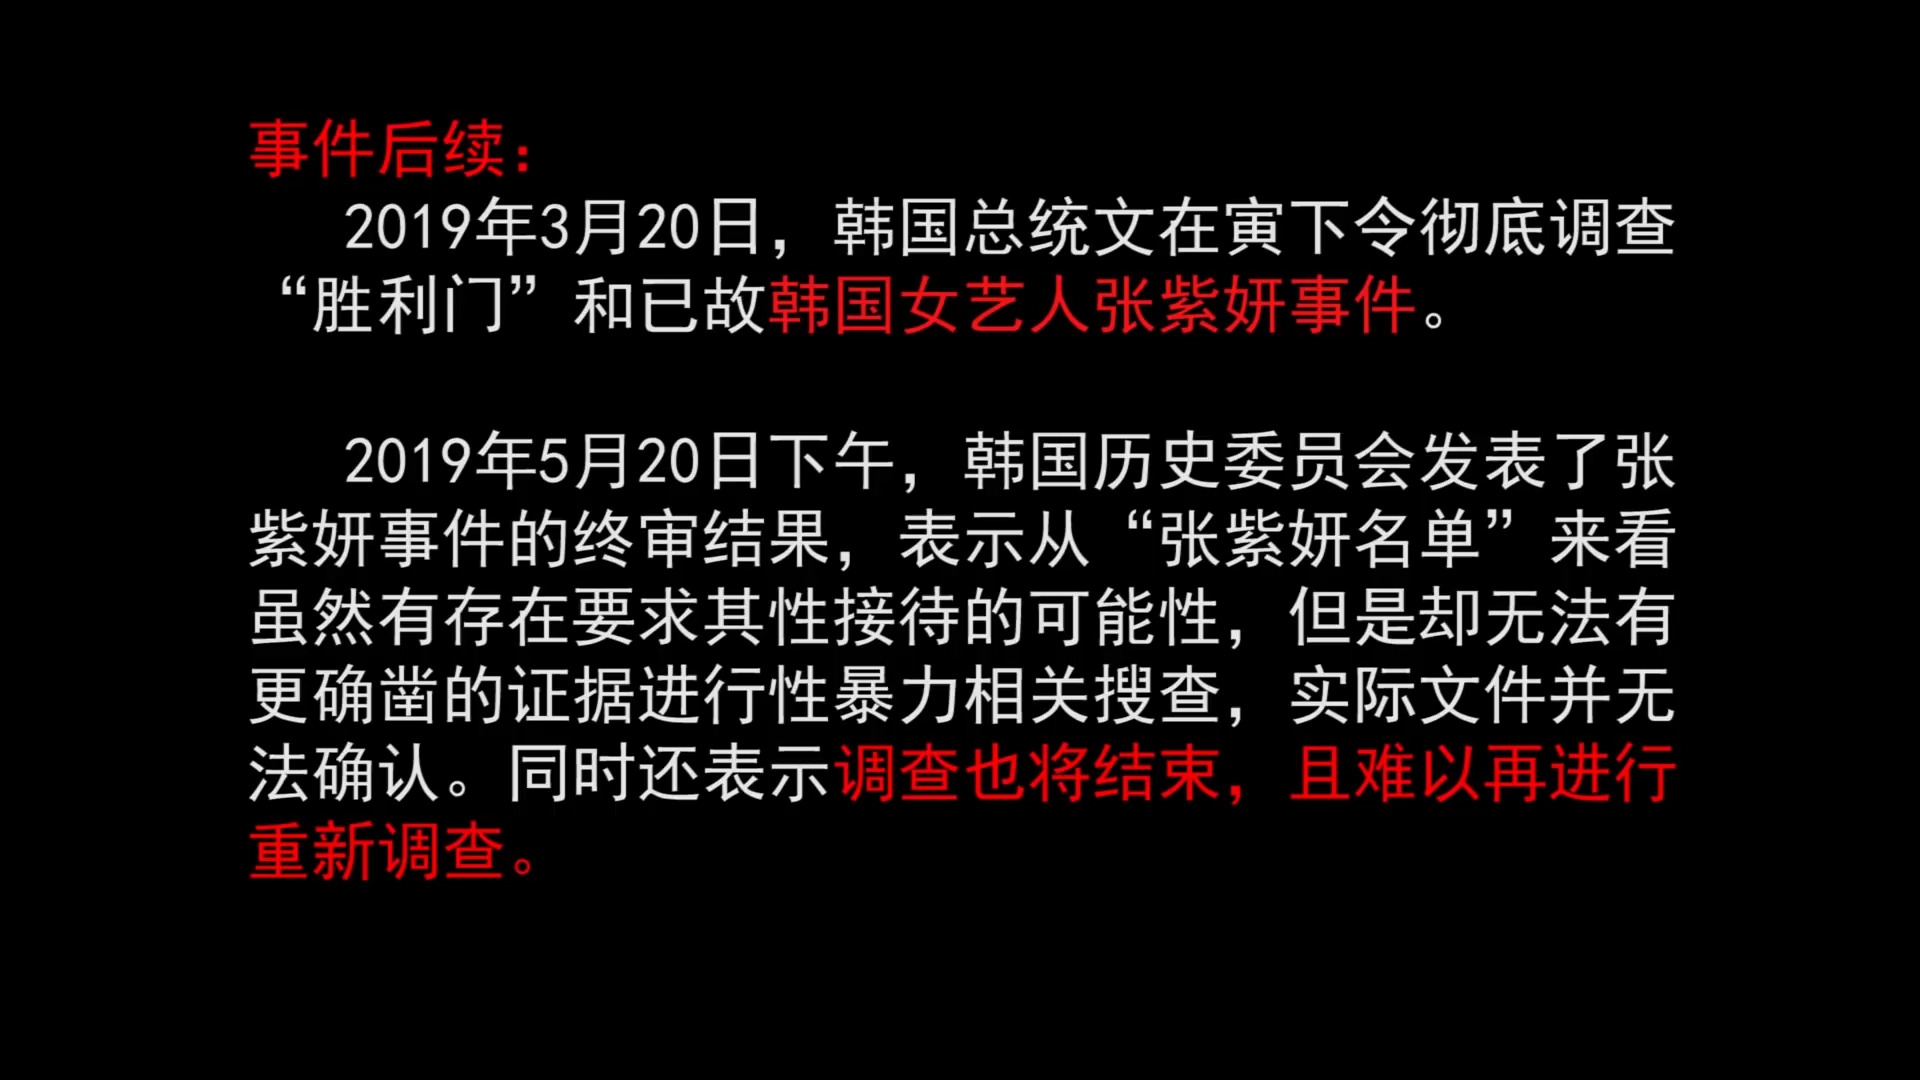 事件后续：
2019年3月20日，韩国总统文在寅下令彻底调查
“胜利门”和已故韩国女艺人张紫妍事件。
2019年5月20日下午，韩国历史委员会发表了张
紫妍事件的终审结果，表示从“张紫妍名单”来看
虽然有存在要求其性接待的可能性，但是却无法有
更确凿的证据进行性暴力相关搜查，实际文件并无
法确认。同时还表示调查也将结束，且难以再进行
重新调查。